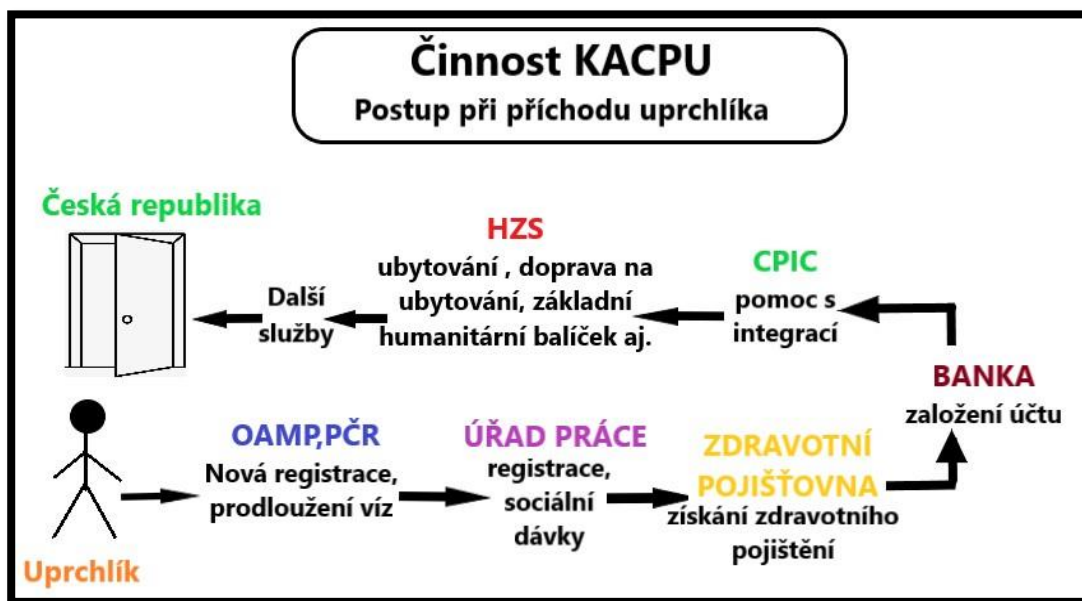 Činnost KACPU
Postup při příchodu uprchlíka
Česká republika
Uprchlík
OAMP,PČR
Nová registrace,
prodloužení víz
ÚŘAD PRÁCE
registrace,
sociální
dávky
ZDRAVOTNÍ
POJIŠŤOVNA
získání zdravotního
pojištění
BANKA
založení účtu
CPIC
pomoc s
integrací
HZS
ubytování , doprava na
ubytování, základní
humanitární balíček aj.
Další
služby